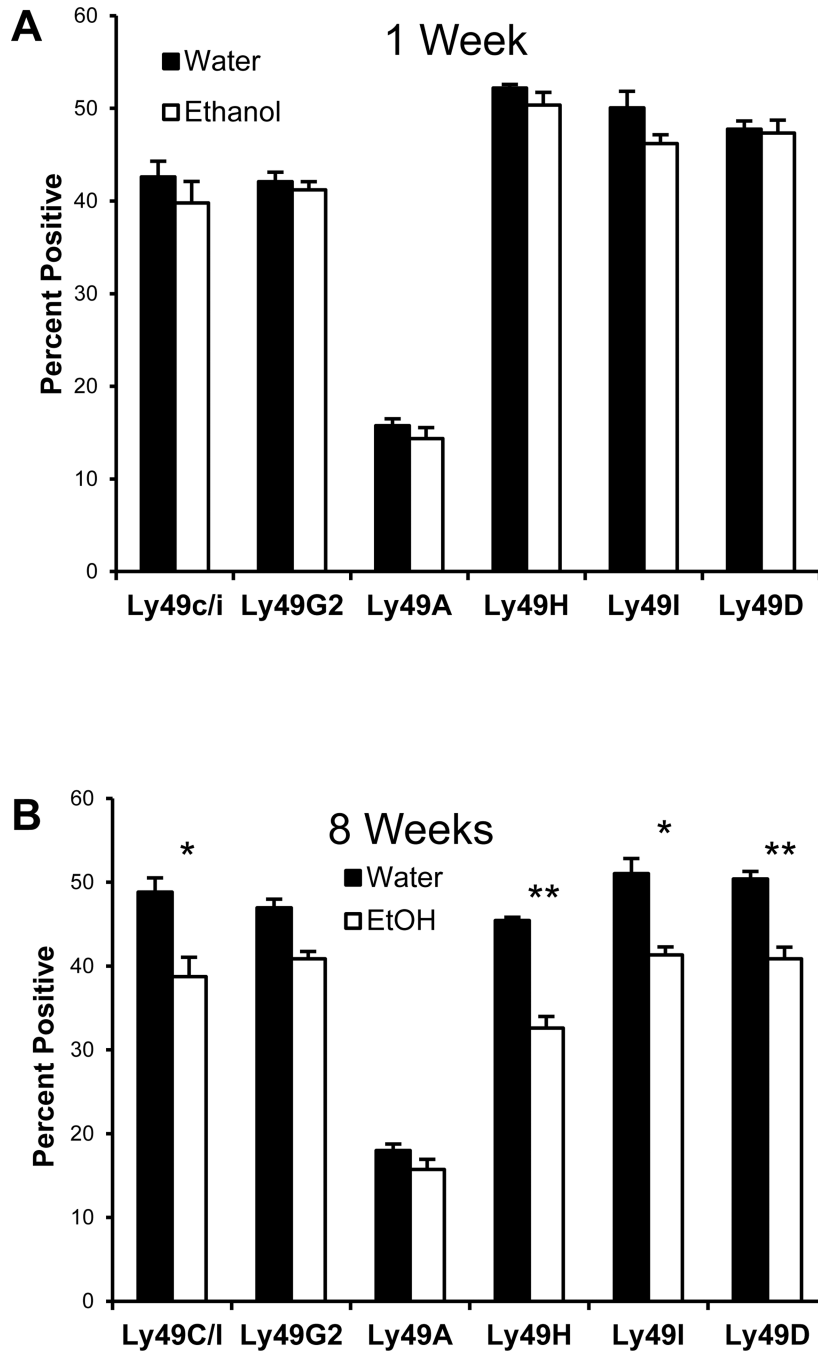 A
1 Week
Water
Ethanol
Percent Positive
60
50
40
30
20
10
0
Ly49c/i Ly49G2 Ly49A Ly49H Ly49I Ly49D
B
8 Weeks
Water
EtOH
Percent Positive
60
50
40
30
20
10
0
*
**
*
**
Ly49C/I Ly49G2 Ly49A Ly49H Ly49I Ly49D